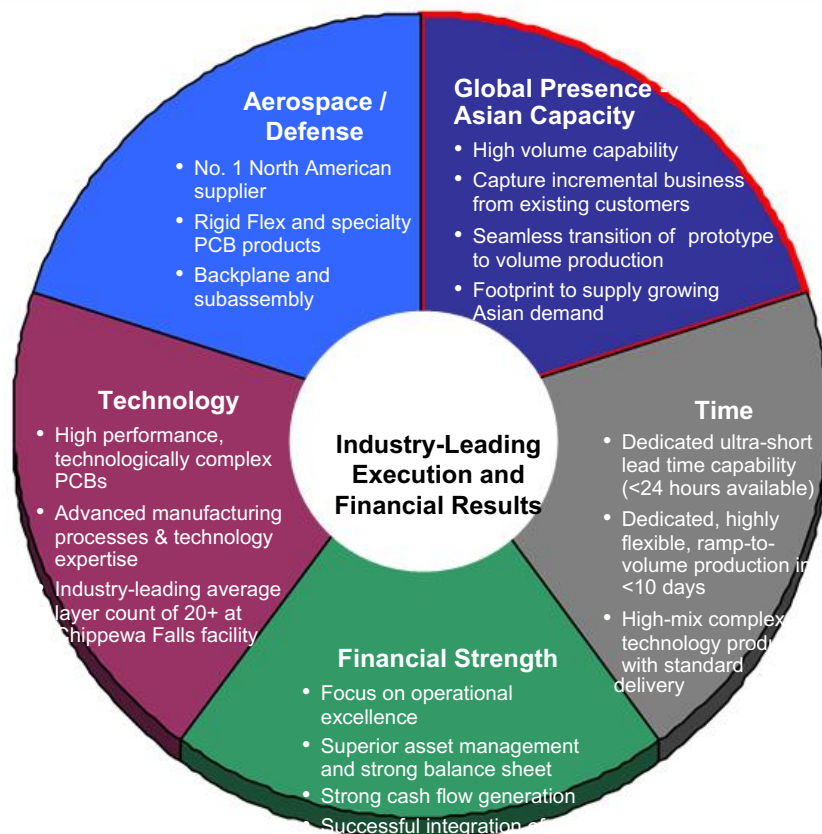 Aerospace /
Defense
• No. 1 North American
supplier
• Rigid Flex and specialty
PCB products
• Backplane and
subassembly
Global Presence -
Asian Capacity
• High volume capability
• Capture incremental business
from existing customers
• Seamless transition of prototype
to volume production
• Footprint to supply growing
Asian demand
Technology
• High performance,
technologically complex
PCBs
• Advanced manufacturing
processes & technology
expertise
• Industry-leading average
layer count of 20+ at
Chippewa Falls facility
Industry-Leading
Execution and
Financial Results
Time
• Dedicated ultra-short
lead time capability
(<24 hours available)
• Dedicated, highly
flexible, ramp-to-
volume production in
<10 days
• High-mix complex
technology
with standard
delivery
Financial Strength
• Focus on operational
excellence
• Superior asset management
and strong balance sheet
• Strong cash flow generation
• Successful integration of